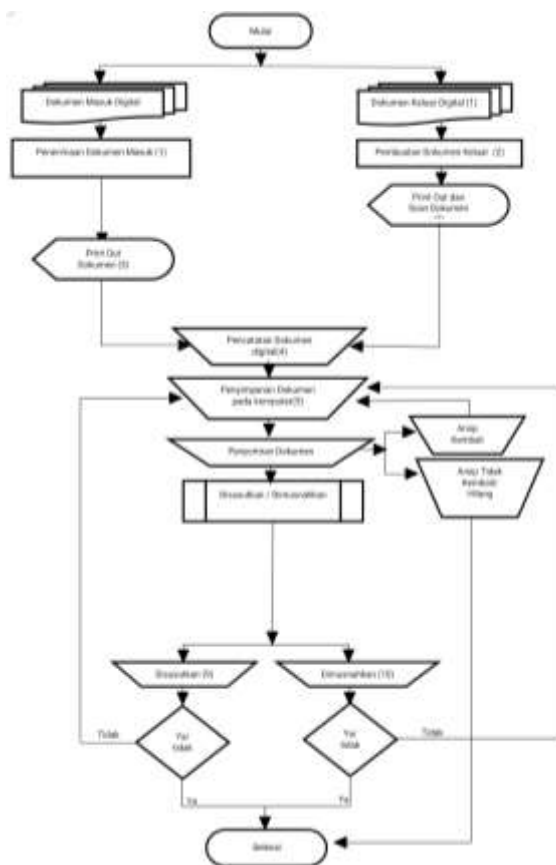 Mulai
Dokumen Masuk Digital
Dokumen Keluar Digital (1)
Penerimaan Dokumen Masuk (1)
Pembuatan Dokumen Keluar (2)
Print Out dan
Scan Dokumen
Print Out
Dokumen (3)
Pencatatan Dokumen
digital(4)
Penyimpanan Dokumen
pada komputer(5)
Arsip
Kembali
Dokumen
Arsip Tidak
Kembali/
Hilang
Disusutkan / Dimusnahkan
Disusutkan (9)
Dimusnahkan (10)
Tidak
Ya/
tidak
Ya/
tidak
Tidak
Ya
Ya
Selesai